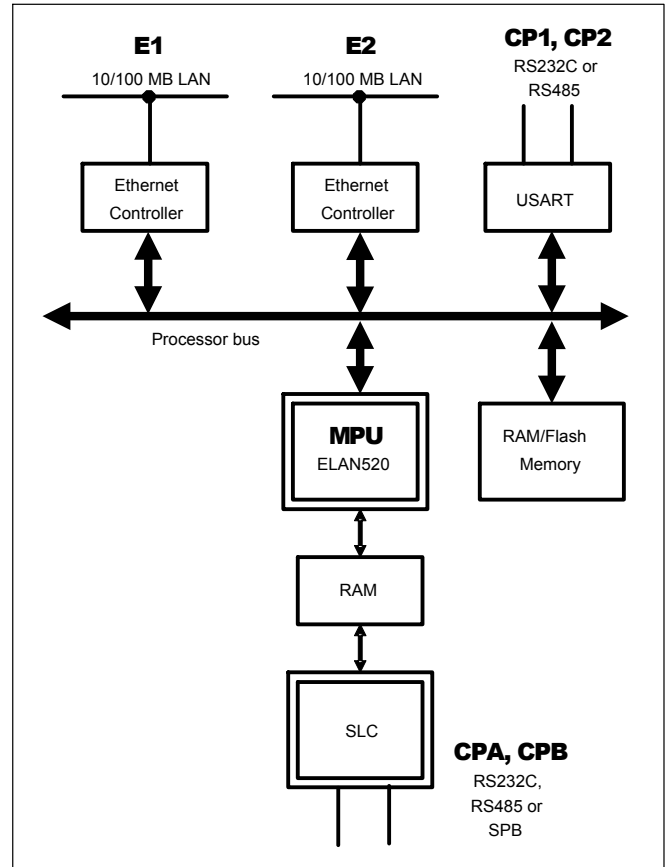 E1
10/100 MB LAN
E2
10/100 MB LAN
CP1, CP2
RS232C or
RS485
Ethernet
Controller
Ethernet
Controller
USART
Processor bus
MPU
ELAN520
RAM/Flash
Memory
RAM
SLC
CPA, CPB
RS232C,
RS485 or
SPB